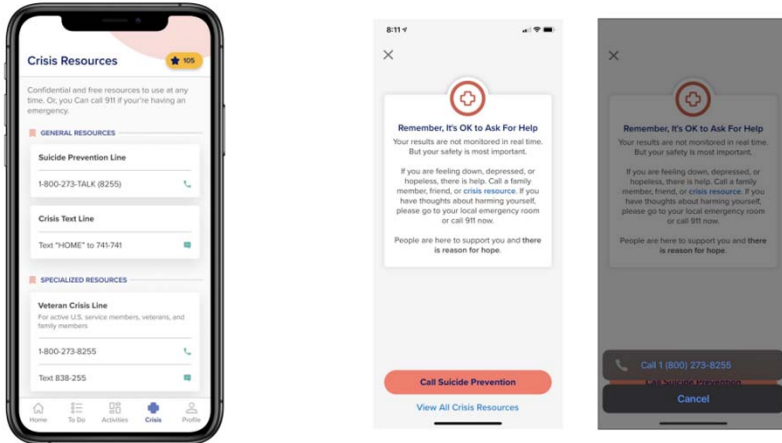 Crisis Resources
105
Confidential and free resources to use at any
time. Or, you Can call 911 if your're having an
emergency.
GENERAL RESOURCES
Suicide Prevention Line
1-800-273-TALK (8255)
Crisis Text Line
Text "HOME" to 741-741
SPECIALIZED RESOURCES
Veteran Crisis Line
For active U.S. service members, veterans, and
family members
1-800-273-8255
Text 838-255
Home
To Do
Activities
Crisis
Profile
8:11
Remember, It's OK to Ask For Help
Your results are not monitored in real time.
But your safety is most important.
If you are feeling down, depressed, or
hopeless, there is help. Call a family
member, friend, or crisis resource. If you
have thoughts about harming yourself,
please go to your local emergency room
or call 911 now.
People are here to support you and there
is reason for hope.
Call Suicide Prevention
View All Crisis Resources
Remember, It's OK to Ask For Help
Your results are not monitored in real time.
But your safety is most important.
If you are feeling down, depressed, or
hopeless, there is help. Call a family
member, friend, or crisis resource. If you
have thoughts about harming yourself,
please go to your local emergency room
or call 911 now.
People are here to support you and there
is reason for hope.
Call 1 (800) 273-8255
Call Suicide Prevention
Cancel